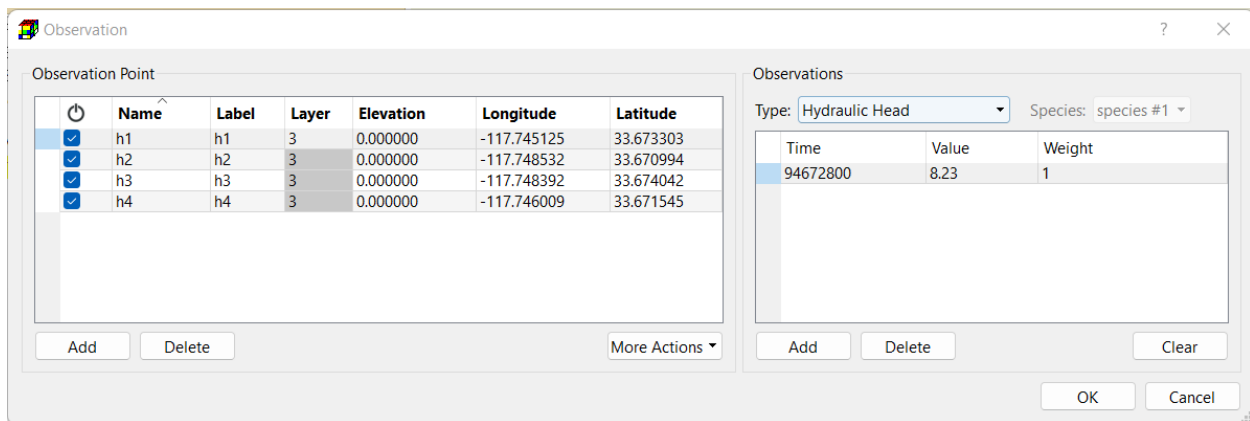 Observation
Observation Point
Name Label Layer Elevation Longitude Latitude
h1 h1 3 0.000000 -117.745125 33.673303
h2 h2 3 0.000000 -117.748532 33.670994
h3 h3 3 0.000000 -117.748392 33.674042
h4 h4 3 0.000000 -117.746009 33.671545
Add Delete More Actions
Observations
Type: Hydraulic Head Species: species #1
Time Value Weight
94672800 8.23 1
Add Delete Clear
OK Cancel